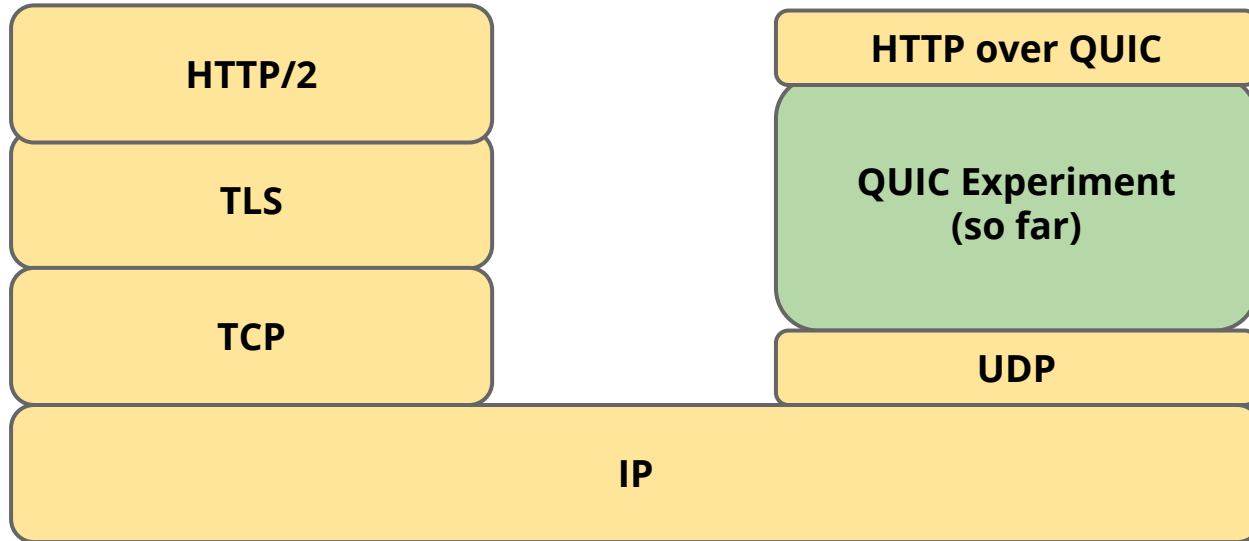 HTTP/2
TLS
TCP
HTTP over QUIC
QUIC Experiment
(so far)
UDP
IP